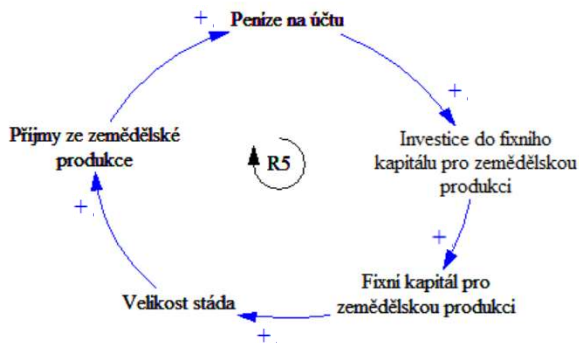 Peníze na účtu
+
Investice do fixního
kapitálu pro zemědělskou
produkci
+
Fixní kapitál pro
zemědělskou produkci
+
Velikost stáda
+
Příjmy ze zemědělské
produkce
+
R5